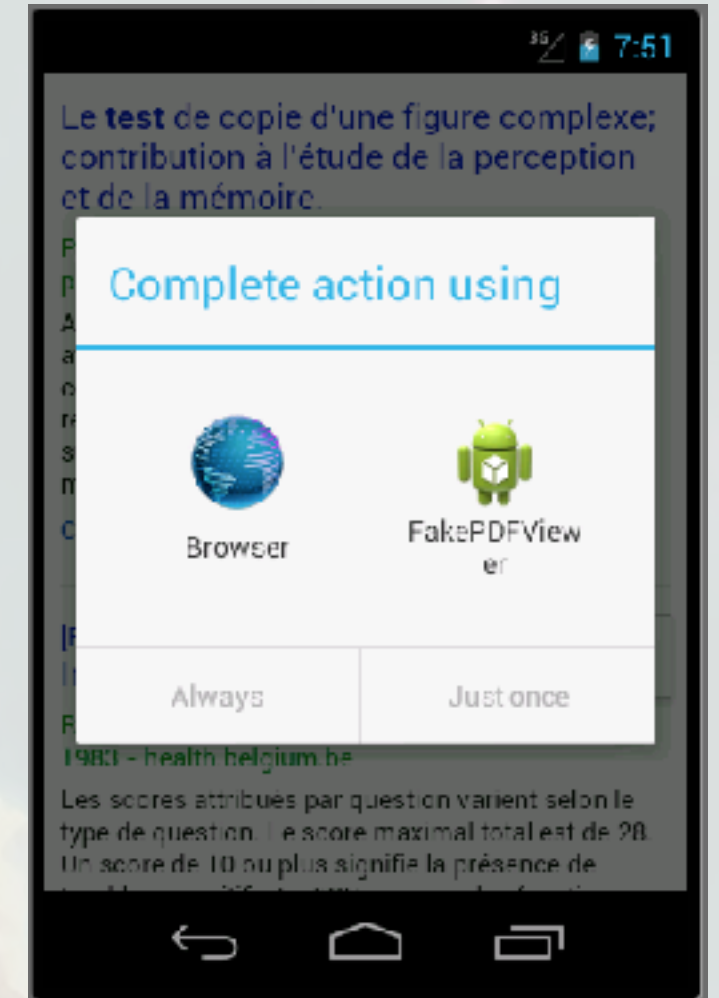 3G 7:51
Le test de copie d'une figure complexe;
contribution à l'étude de la perception
et de la mémoire.
Complete action using
Browser
FakePDFView
er
Always
Just once
1983 - health belgium.be
Les scores attribués par question varient selon le
type de question. Le score maximal total est de 28.
Un score de 10 ou plus signifie la présence de